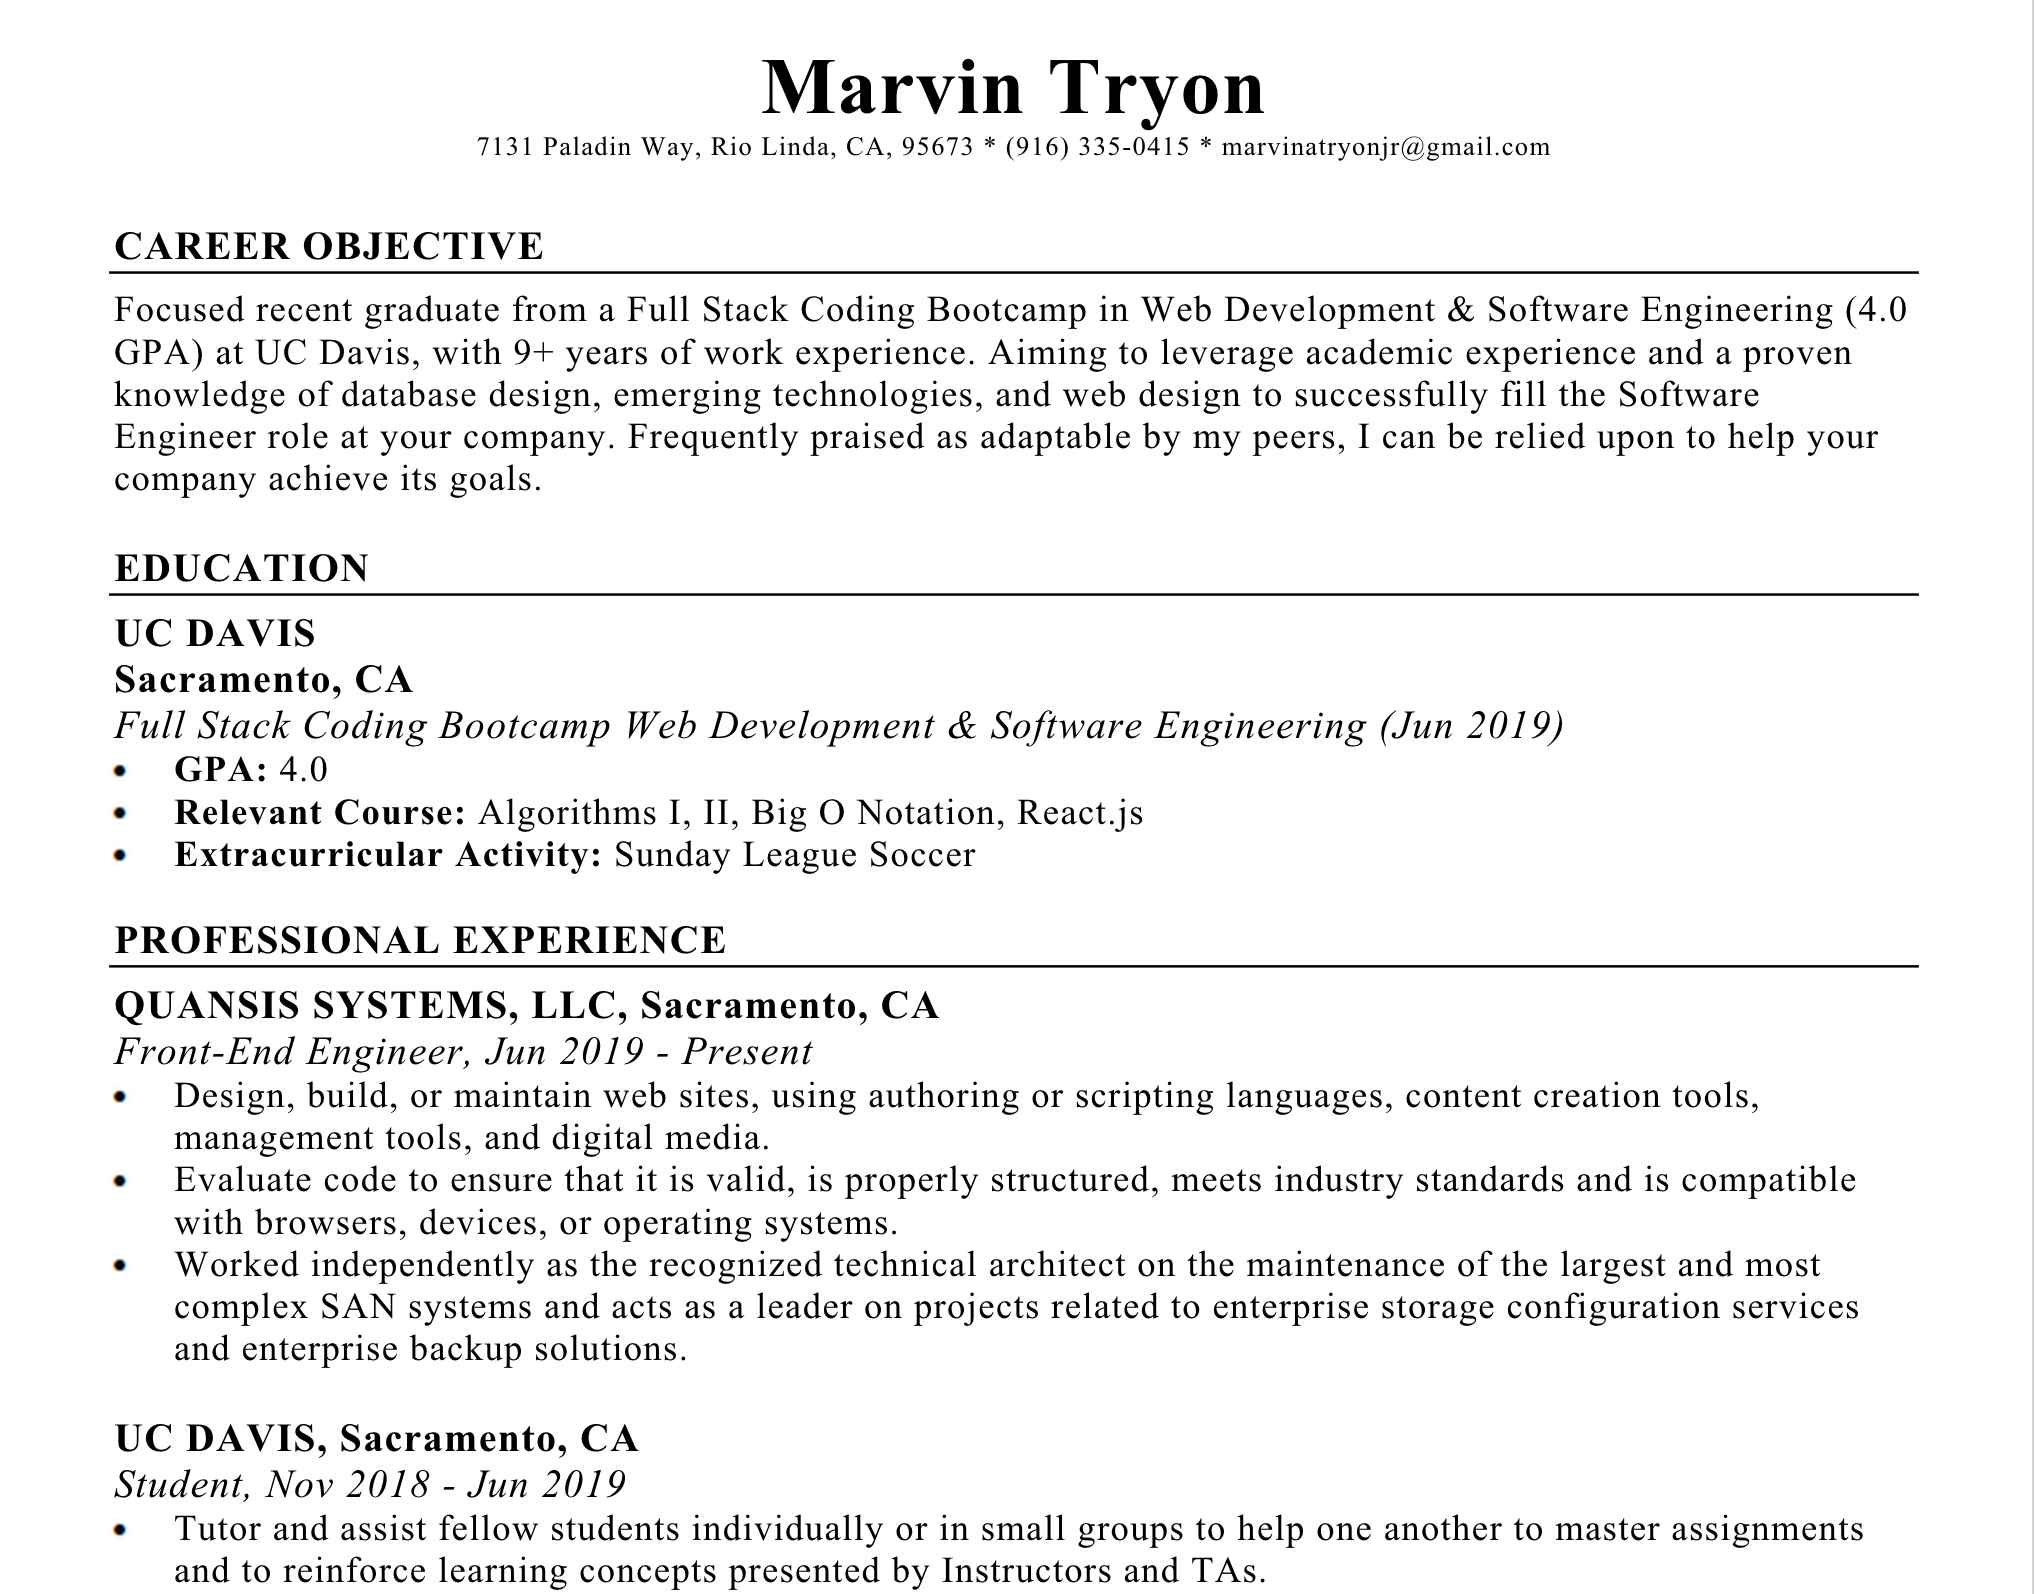 Marvin Tryon
7131 Paladin Way, Rio Linda, CA, 95673 * (916) 335-0415 * marvinatryonjr@gmail.com
CAREER OBJECTIVE
Focused recent graduate from a Full Stack Coding Bootcamp in Web Development & Software Engineering (4.0
GPA) at UC Davis, with 9+ years of work experience. Aiming to leverage academic experience and a proven
knowledge of database design, emerging technologies, and web design to successfully fill the Software
Engineer role at your company. Frequently praised as adaptable by my peers, I can be relied upon to help your
company achieve its goals.
EDUCATION
UC DAVIS
Sacramento, CA
Full Stack Coding Bootcamp Web Development & Software Engineering (Jun 2019)
• GPA: 4.0
• Relevant Course: Algorithms I, II, Big O Notation, React.js
• Extracurricular Activity: Sunday League Soccer
PROFESSIONAL EXPERIENCE
QUANSIS SYSTEMS, LLC, Sacramento, CA
Front-End Engineer, Jun 2019 - Present
• Design, build, or maintain web sites, using authoring or scripting languages, content creation tools,
management tools, and digital media.
• Evaluate code to ensure that it is valid, is properly structured, meets industry standards and is compatible
with browsers, devices, or operating systems.
• Worked independently as the recognized technical architect on the maintenance of the largest and most
complex SAN systems and acts as a leader on projects related to enterprise storage configuration services
and enterprise backup solutions.
UC DAVIS, Sacramento, CA
Student, Nov 2018 - Jun 2019
• Tutor and assist fellow students individually or in small groups to help one another to master assignments
and to reinforce learning concepts presented by Instructors and TAs.